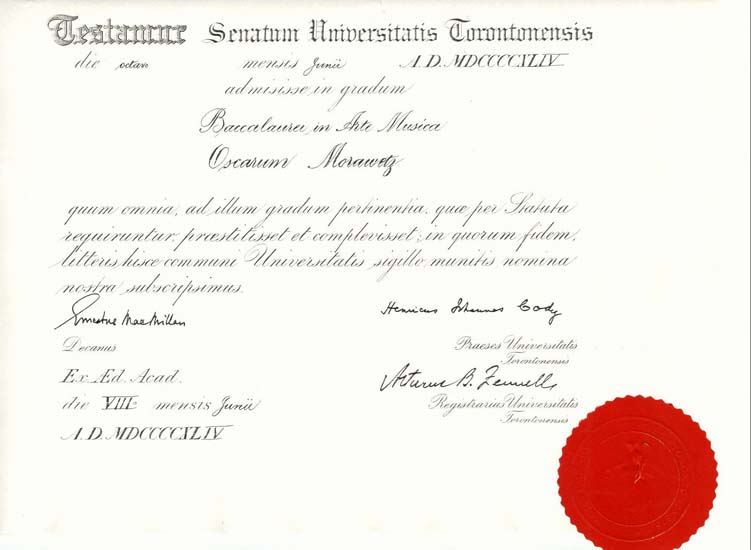 Testamur Senatum Universitatis Torontonensis
die octavo mensis Junii A.D. MDCCCCXLIV
admisisse in gradum
Baccalaurei in Arte Musica
Oscarum Morawetz
quum omnia, ad illum gradum pertinentia, quæ per Statuta
requiruntur, præstitisset et complevisset; in quorum fidem,
litteris hisce communi Universitatis sigillo munitis nomina
nostra subscripsimus.
Ernestus MacMillan
Decanus
Henricus Johannes Cody
Praeses Universitatis
Torontonensis
Ex Æd. Acad.
die VIII mensis Junii
A.D. MDCCCCXLIV
Arturus B. Fennell
Registrarius Universitatis
Torontonensis